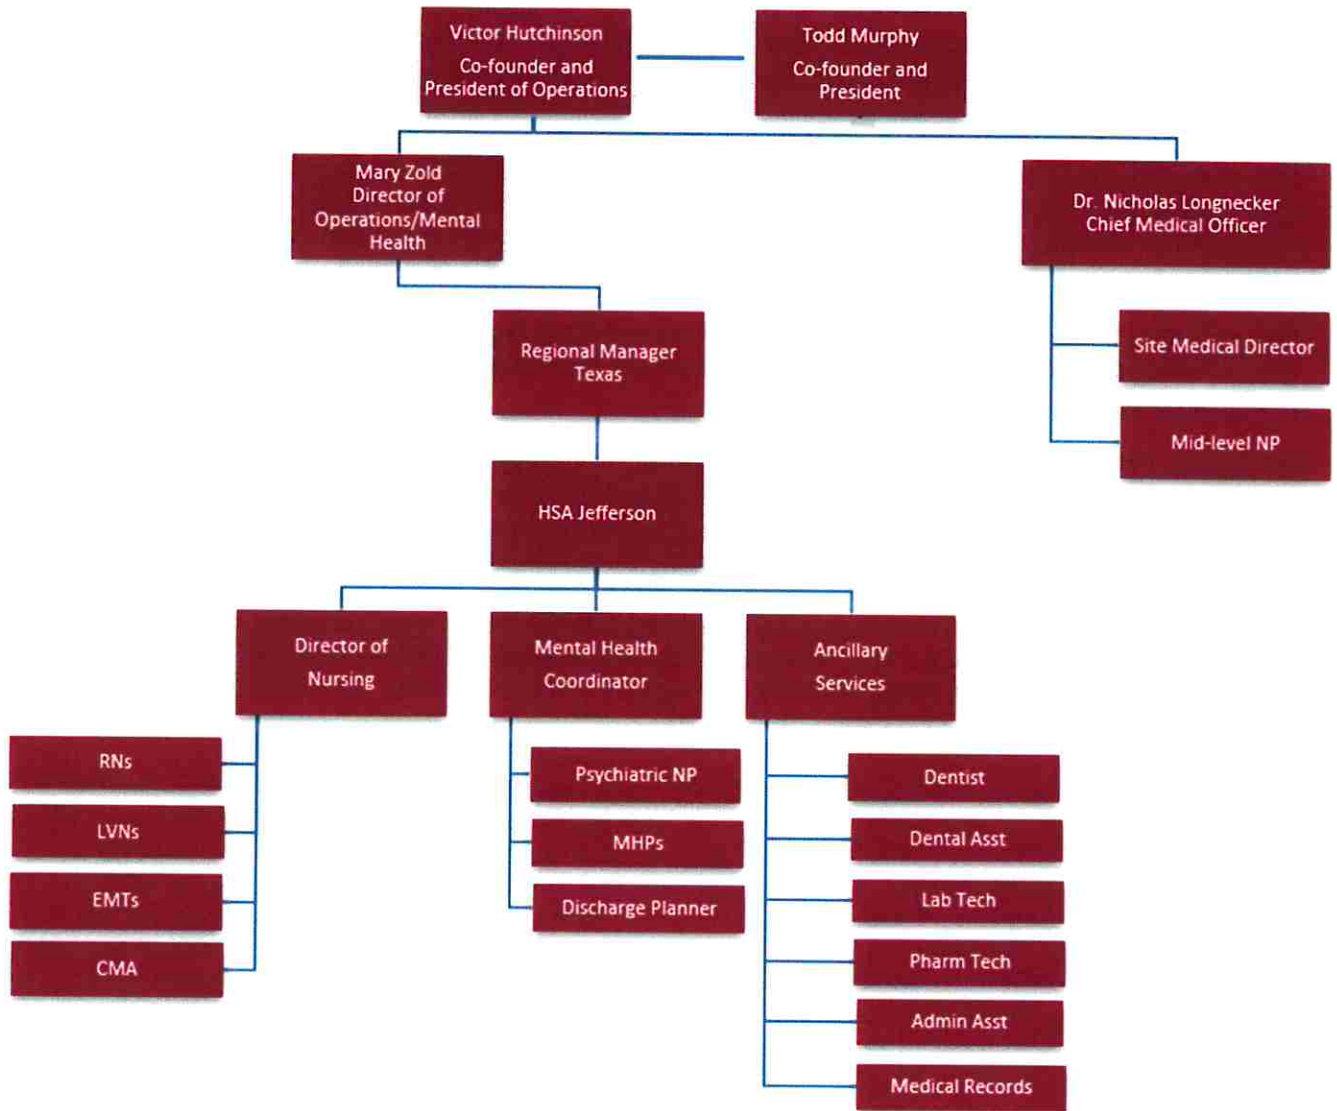 Victor Hutchinson
Co-founder and
President of Operations
Todd Murphy
Co-founder and
President
Mary Zold
Director of
Operations/Mental
Health
Dr. Nicholas Longnecker
Chief Medical Officer
Regional Manager
Texas
Site Medical Director
Mid-level NP
HSA Jefferson
Director of
Nursing
Mental Health
Coordinator
Ancillary
Services
RNs
LVNs
EMTs
CMA
Psychiatric NP
MHPs
Discharge Planner
Dentist
Dental Asst
Lab Tech
Pharm Tech
Admin Asst
Medical Records